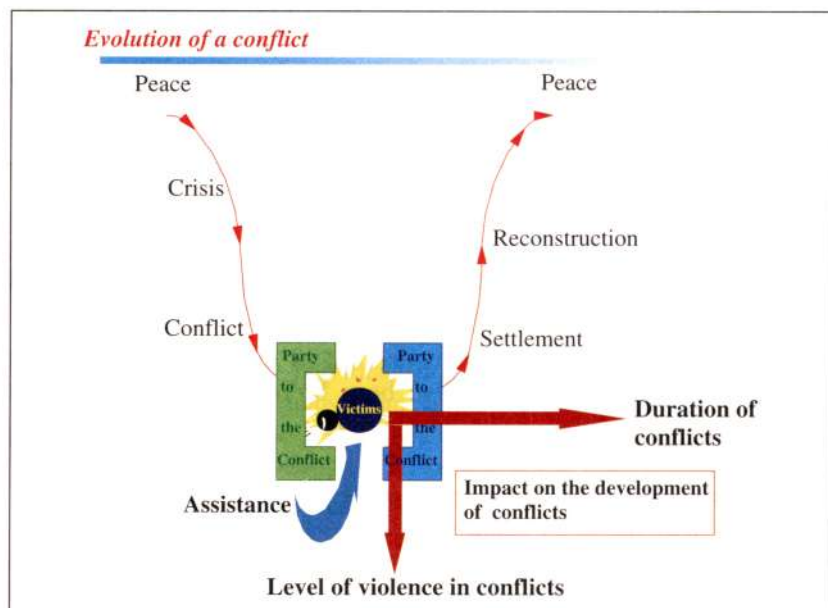 Evolution of a conflict
Peace
Peace
Crisis
Reconstruction
Conflict
Settlement
Party
to
the
Conflict
Victims
Party
to
the
Conflict
Duration of
conflicts
Assistance
Impact on the development
of conflicts
Level of violence in conflicts